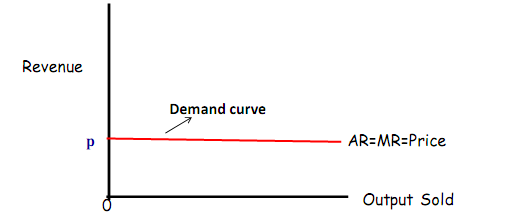 Revenue
Demand curve
p
AR=MR=Price
0
Output Sold